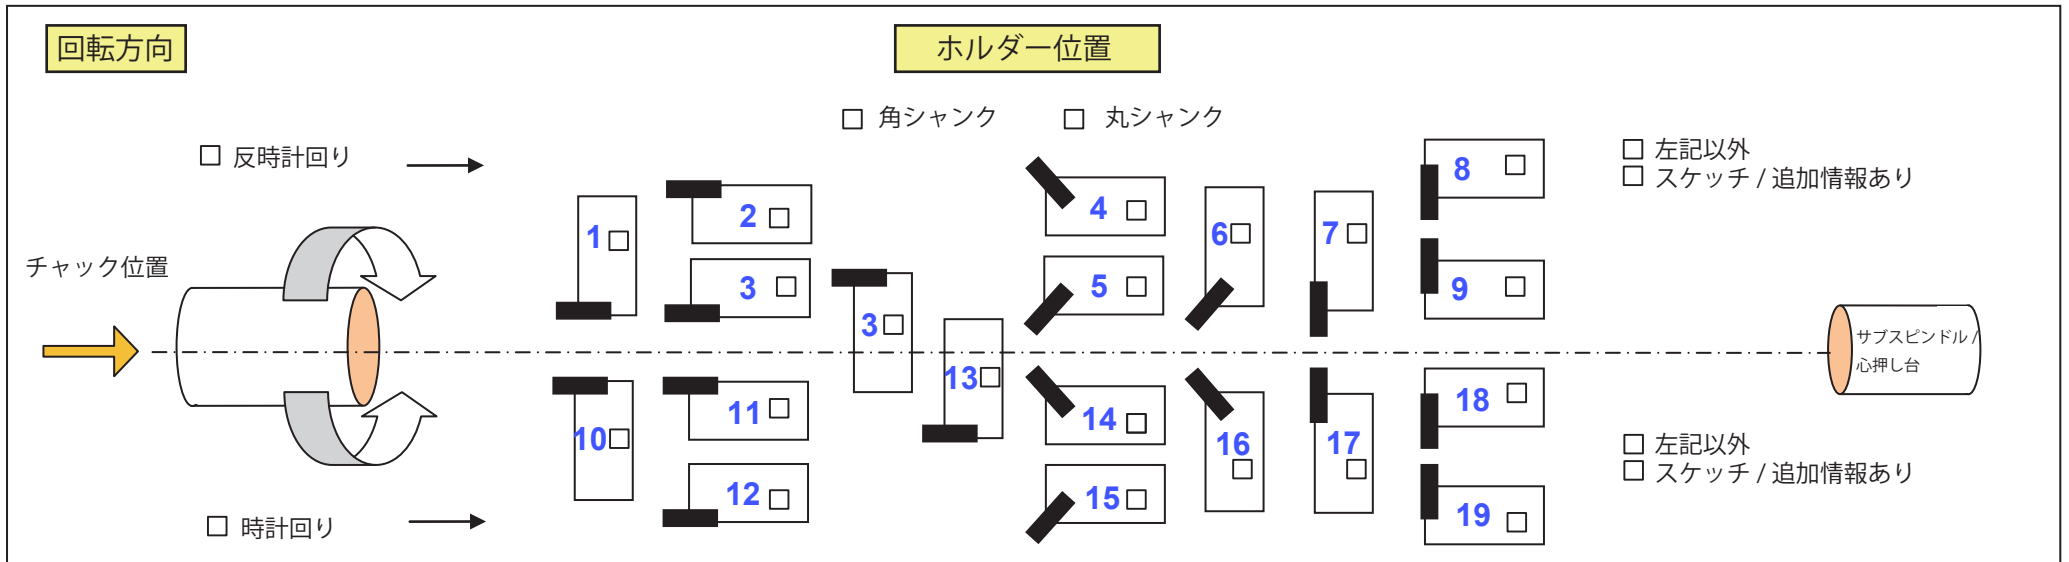 回転方向
ホルダー位置
□ 角シャンク □ 丸シャンク
□ 反時計回り
□ 左記以外
□ スケッチ / 追加情報あり
チャック位置
1
2
3
3
4
5
6
7
8
9
サブスピンドル /
心押し台
10
11
12
13
14
15
16
17
18
19
□ 左記以外
□ スケッチ / 追加情報あり
□ 時計回り